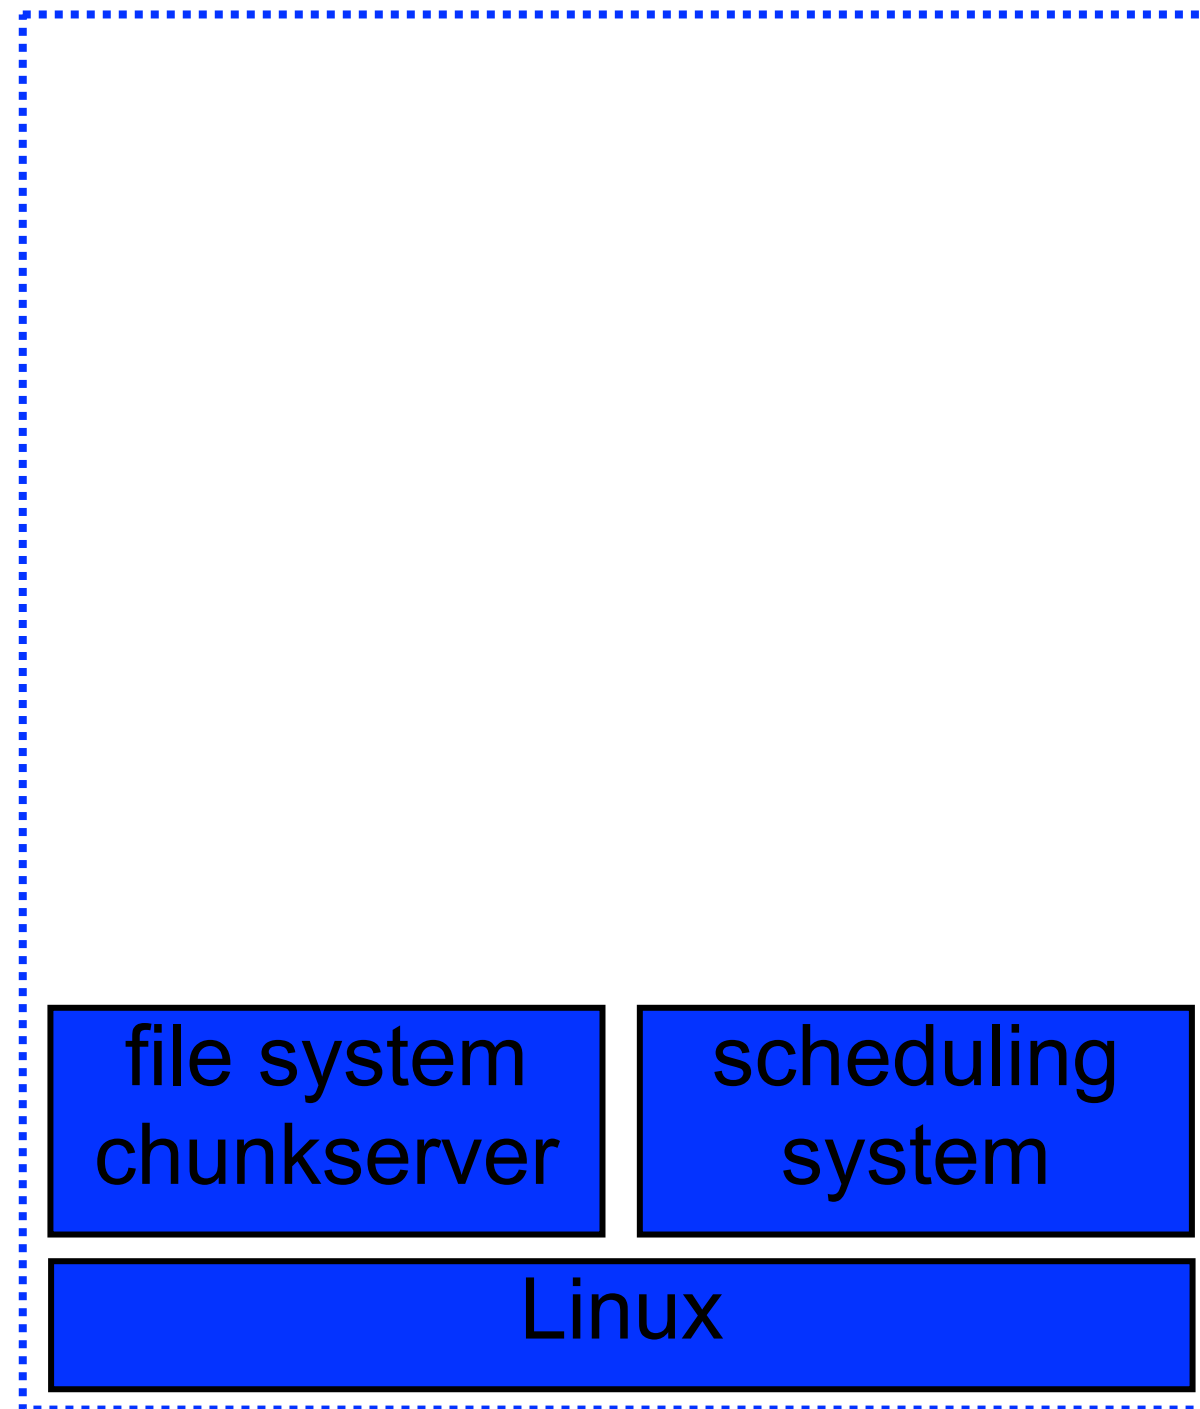 file system
chunkserver
scheduling
system
Linux